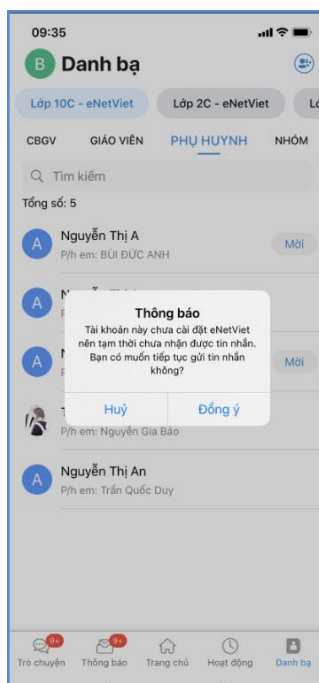 09:35
B Danh bạ
Lớp 10C - eNetViet Lớp 2C - eNetViet
CBGV GIÁO VIÊN PHỤ HUYNH NHÓM
Tìm kiếm
Tổng số: 5
A Nguyễn Thị A
P/h em: BÙI ĐỨC ANH
Mời
A
Thông báo
Tài khoản này chưa cài đặt eNetViet
nên tạm thời chưa nhận được tin nhắn.
Bạn có muốn tiếp tục gửi tin nhắn
không?
A
Mời
Huỷ Đồng ý
P/h em: Nguyễn Gia Bảo
A Nguyễn Thị An
P/h em: Trần Quốc Duy
9+ 9+
Trò chuyện Thông báo Trang chủ Hoạt động Danh bạ